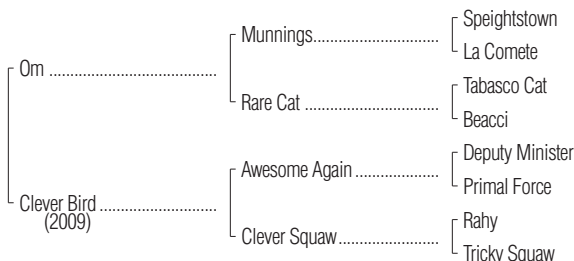 Speightstown
Munnings
La Comete
Om
Tabasco Cat
Rare Cat
Beacci
Deputy Minister
Awesome Again
Primal Force
Clever Bird
(2009)
Rahy
Clever Squaw
Tricky Squaw